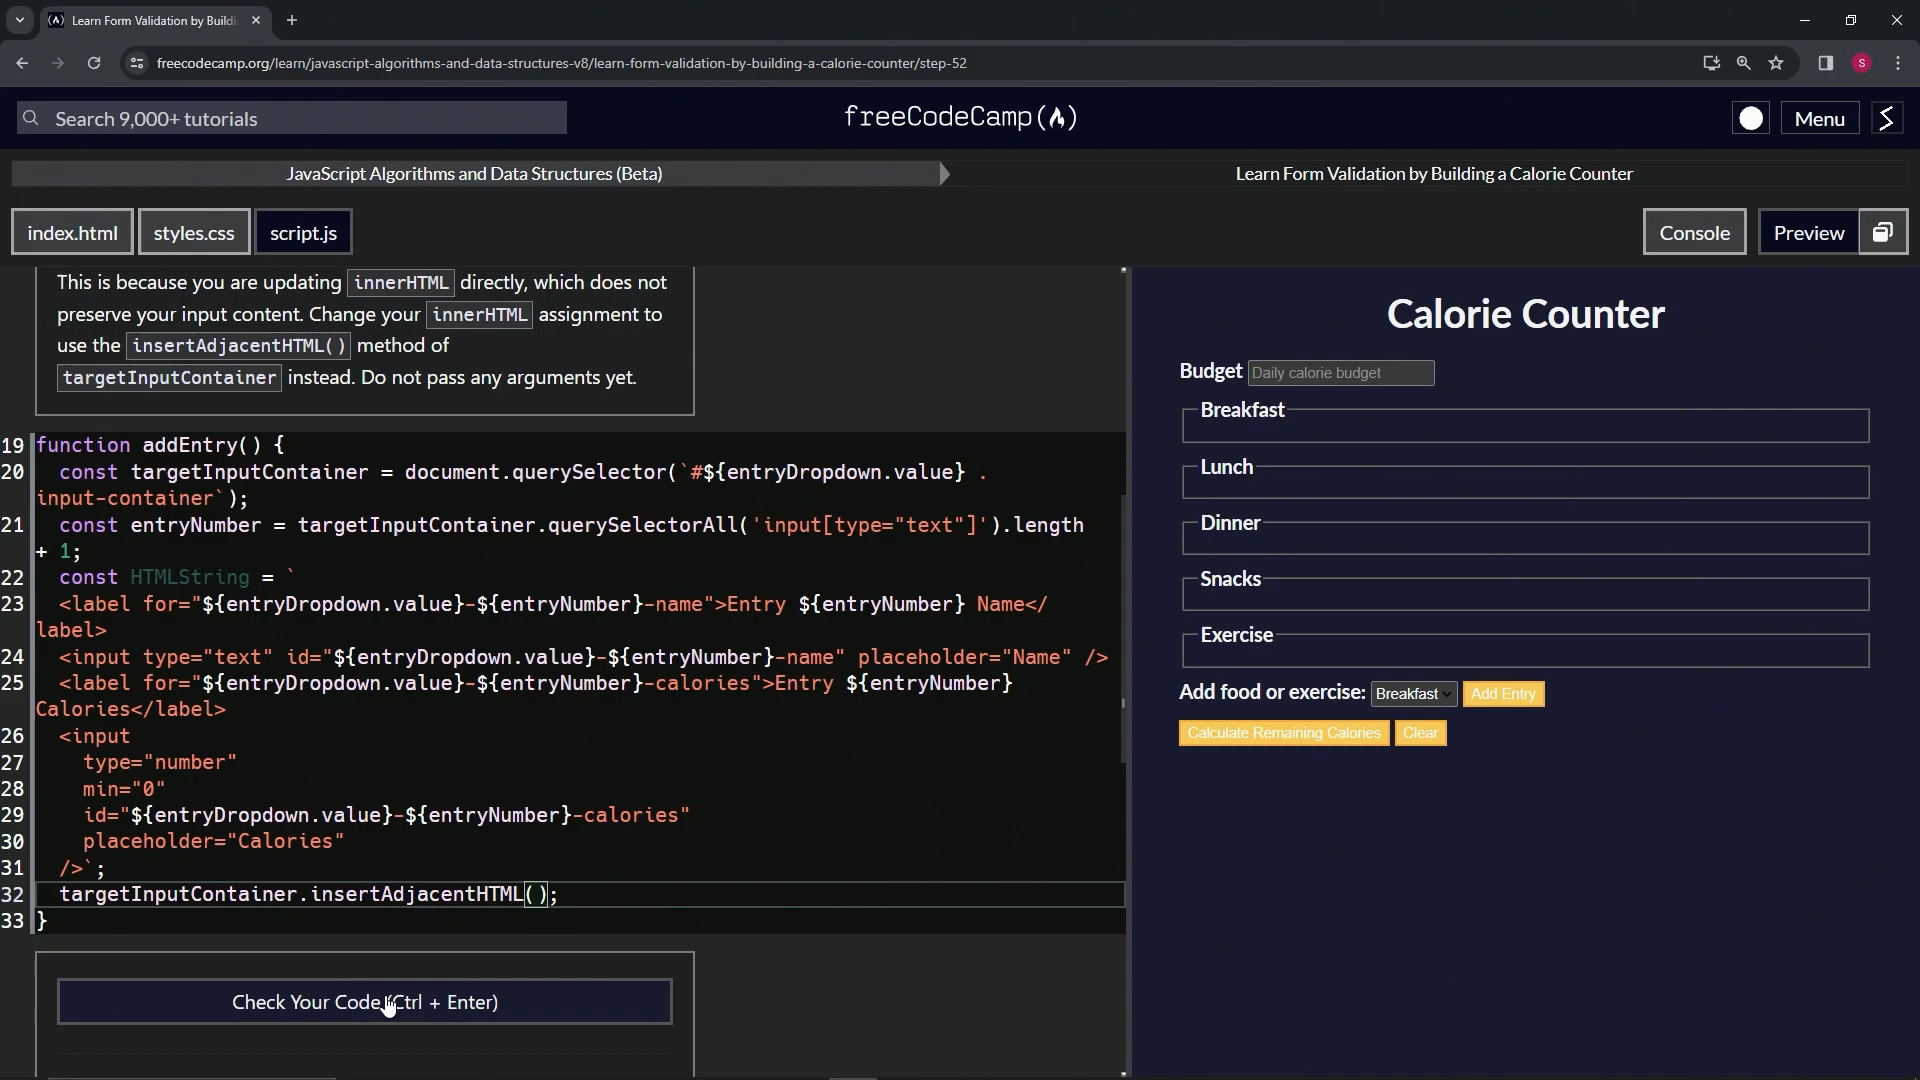 Learn Form Validation by Buildi
freecodecamp.org/learn/javascript-algorithms-and-data-structures-v8/learn-form-validation-by-building-a-calorie-counter/step-52
S
Search 9,000+ tutorials
freeCodeCamp
Menu
JavaScript Algorithms and Data Structures (Beta)
Learn Form Validation by Building a Calorie Counter
index.html
styles.css
script.js
Console
Preview
This is because you are updating innerHTML directly, which does not
preserve your input content. Change your innerHTML assignment to
use the insertAdjacentHTML() method of
targetInputContainer instead. Do not pass any arguments yet.
19 function addEntry() {
20 const targetInputContainer = document.querySelector(`#${entryDropdown.value} .
input-container`);
21 const entryNumber = targetInputContainer.querySelectorAll('input[type="text"]').length
+ 1;
22 const HTMLString = `
23 <label for="${entryDropdown.value}-${entryNumber}-name">Entry ${entryNumber} Name</
label>
24 <input type="text" id="${entryDropdown.value}-${entryNumber}-name" placeholder="Name" />
25 <label for="${entryDropdown.value}-${entryNumber}-calories">Entry ${entryNumber}
Calories</label>
26 <input
27 type="number"
28 min="0"
29 id="${entryDropdown.value}-${entryNumber}-calories"
30 placeholder="Calories"
31 />`;
32 targetInputContainer.insertAdjacentHTML();
33 }
Check Your Code (Ctrl + Enter)
Calorie Counter
Budget Daily calorie budget
Breakfast
Lunch
Dinner
Snacks
Exercise
Add food or exercise: Breakfast Add Entry
Calculate Remaining Calories Clear